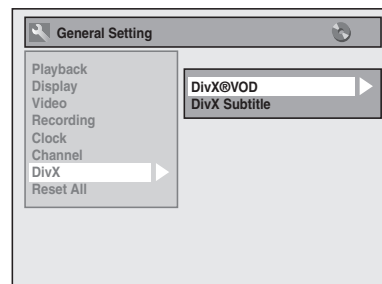 General Setting
Playback
Display
Video
Recording
Clock
Channel
DivX
Reset All
DivX®VOD
DivX Subtitle